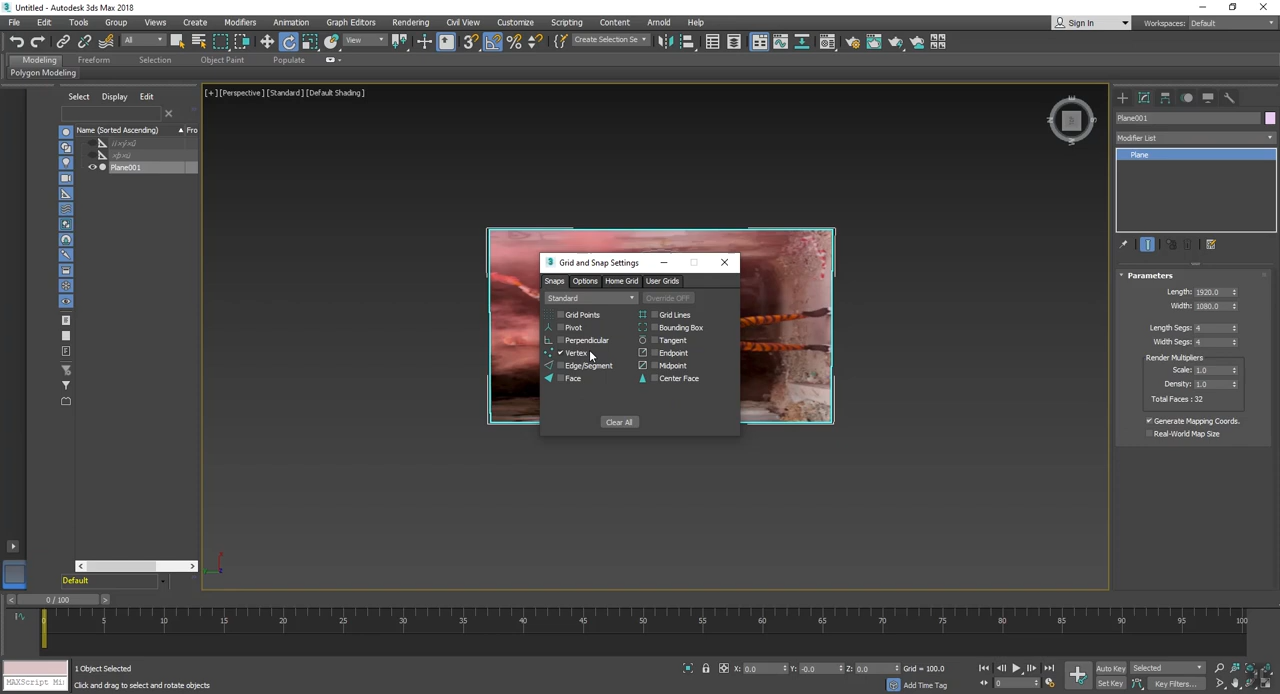 Untitled - Autodesk 3ds Max 2018
File Edit Tools Group Views Create Modifiers Animation Graph Editors Rendering Civil View Customize Scripting Content Arnold Help
Sign In Workspaces: Default
All View Create Selection Se
Modeling Freeform Selection Object Paint Populate
Polygon Modeling
Select Display Edit
Name (Sorted Ascending) Fro
Plane001
[+] [Perspective] [Standard] [Default Shading]
Grid and Snap Settings
Snaps Options Home Grid User Grids
Standard Override OFF
Grid Points Grid Lines
Pivot Bounding Box
Perpendicular Tangent
Vertex Endpoint
Edge/Segment Midpoint
Face Center Face
Clear All
Plane001
Modifier List
Plane
Parameters
Length: 1920.0
Width: 1080.0
Length Segs: 4
Width Segs: 4
Render Multipliers
Scale: 1.0
Density: 1.0
Total Faces : 32
Generate Mapping Coords.
Real-World Map Size
Default
0 / 100
0 5 10 15 20 25 30 35 40 45 50 55 60 65 70 75 80 85 90 95 100
1 Object Selected X: 0.0 Y: -0.0 Z: 0.0 Grid = 100.0 Auto Key Selected
MAXScript Mi: Click and drag to select and rotate objects Add Time Tag 0 Set Key Key Filters...